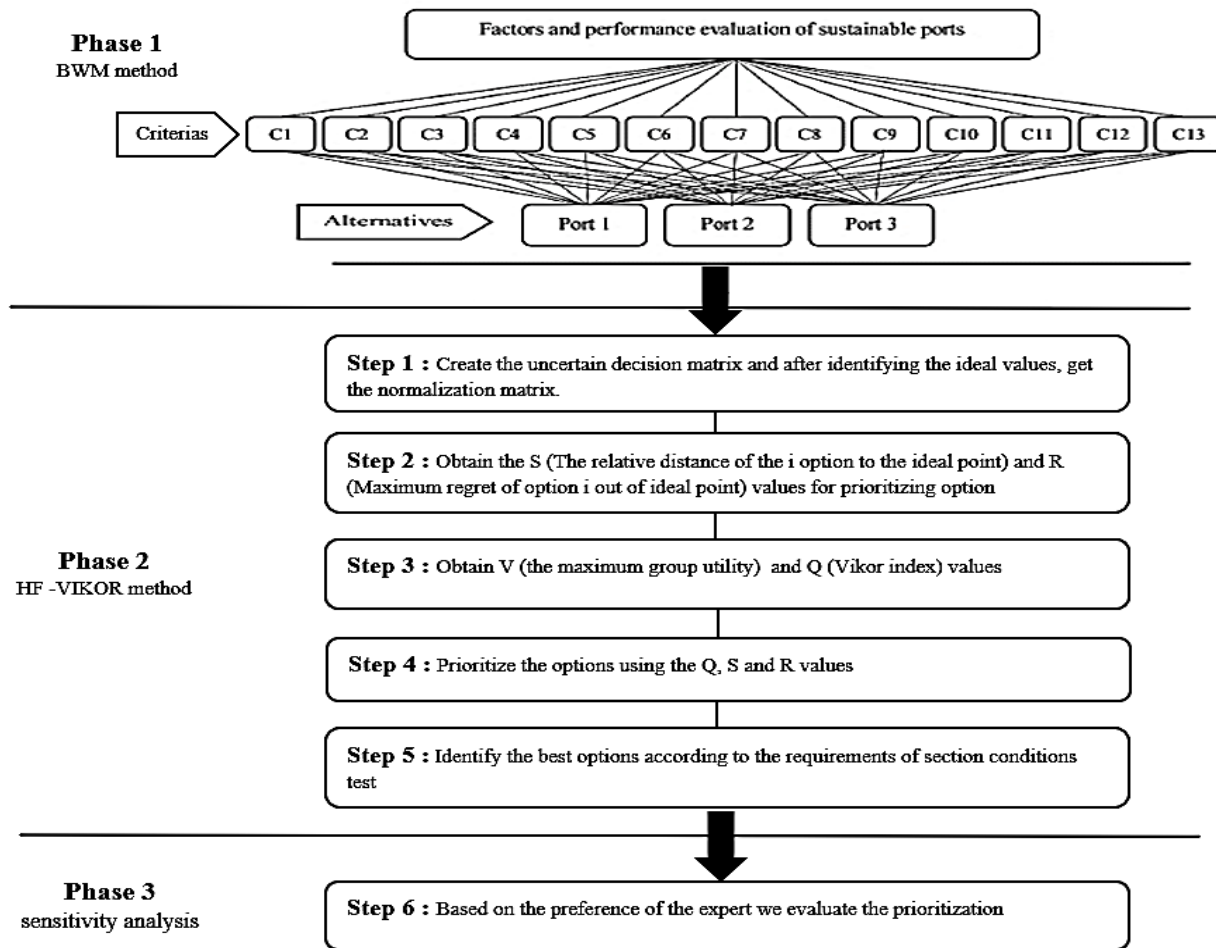 Factors and performance evaluation of sustainable ports
Phase 1
BWM method
Criterias
C1 C2 C3 C4 C5 C6 C7 C8 C9 C10 C11 C12 C13
Alternatives
Port 1 Port 2 Port 3
Step 1 : Create the uncertain decision matrix and after identifying the ideal values, get
the normalization matrix.
Step 2 : Obtain the S (The relative distance of the i option to the ideal point) and R
(Maximum regret of option i out of ideal point) values for prioritizing option
Phase 2
HF -VIKOR method
Step 3 : Obtain V (the maximum group utility) and Q (Vikor index) values
Step 4 : Prioritize the options using the Q, S and R values
Step 5 : Identify the best options according to the requirements of section conditions
test
Phase 3
sensitivity analysis
Step 6 : Based on the preference of the expert we evaluate the prioritization